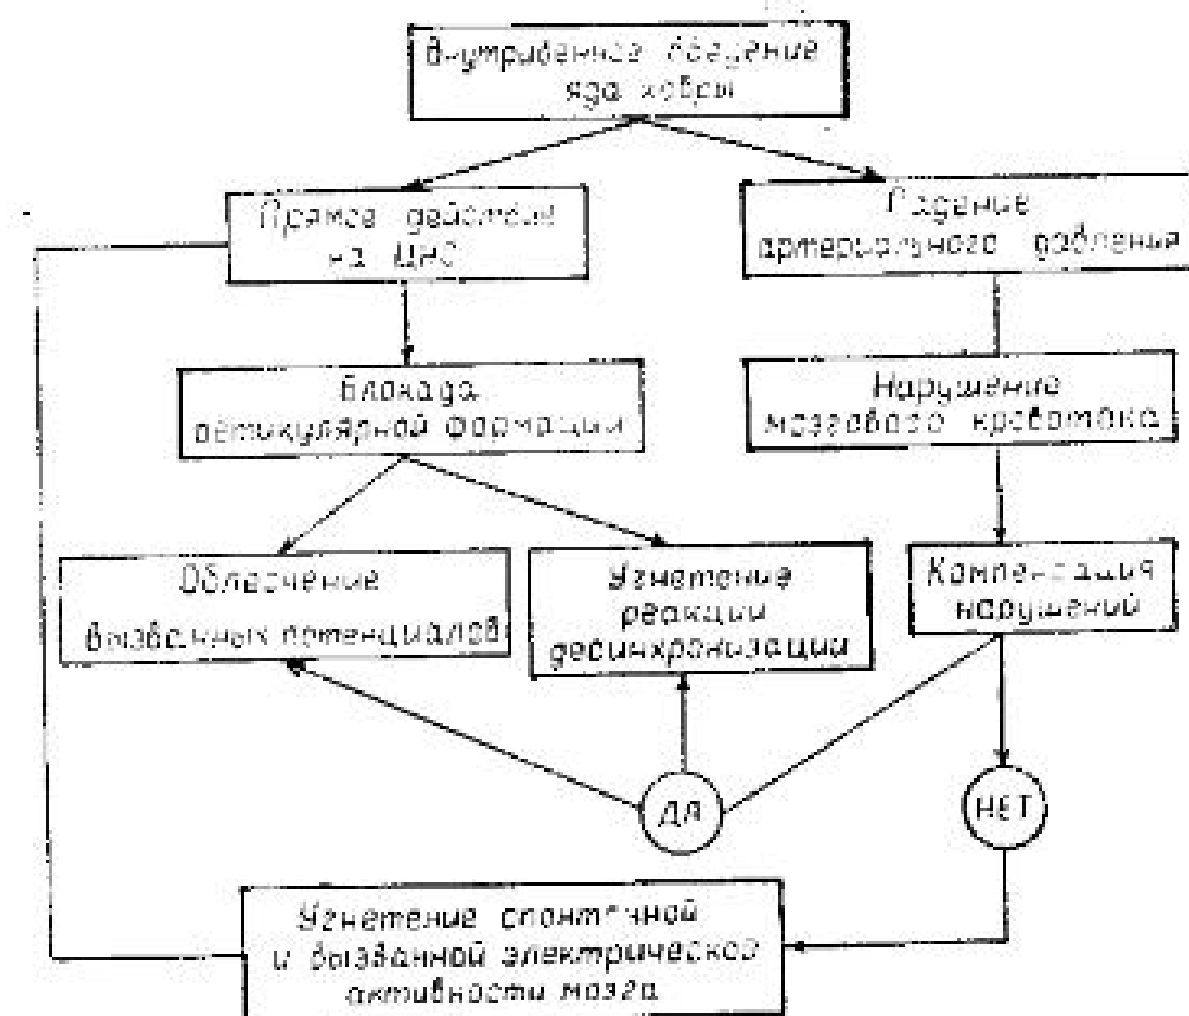 Внутривенное введение
яда кобры
Прямое действие
на ЦНС
Падение
артериального давления
Блокада
ретикулярной формации
Нарушение
мозгового кровотока
Облегчение
вызванных потенциалов
Угнетение
реакции
десинхронизации
Компенсация
нарушений
ДА
НЕТ
Угнетение спонтанной
и вызванной электрической
активности мозга